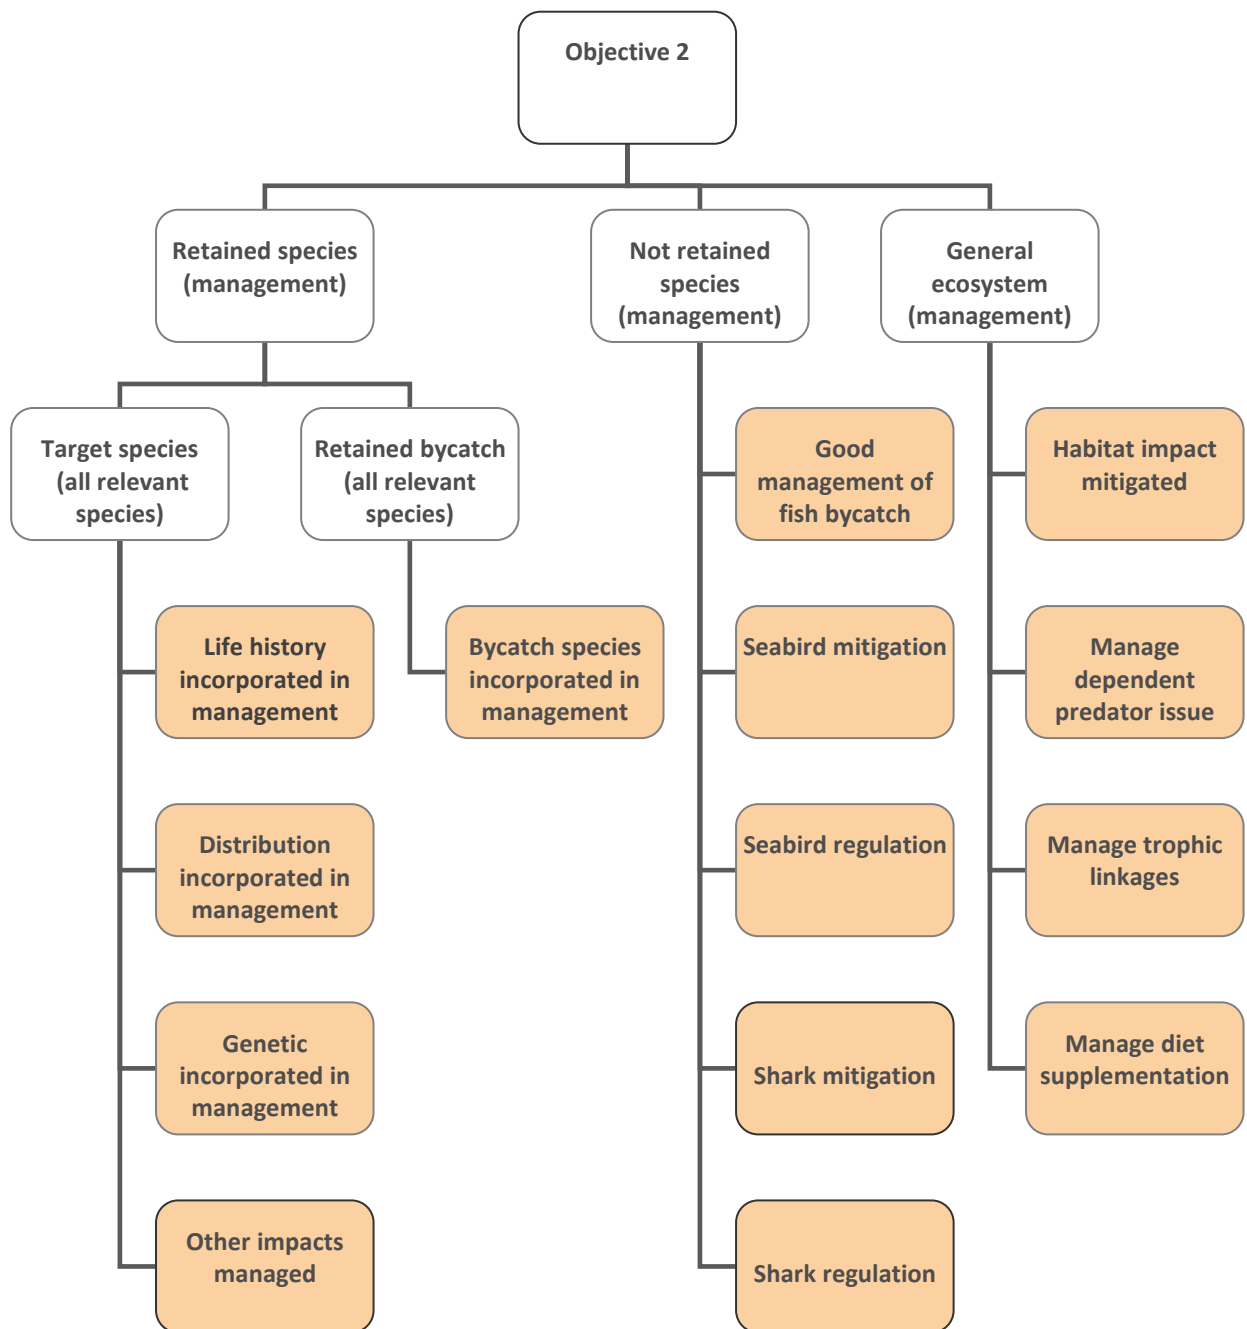 Objective 2
Retained species
(management)
Not retained
species
(management)
General
ecosystem
(management)
Target species
(all relevant
species)
Retained bycatch
(all relevant
species)
Good
management of
fish bycatch
Habitat impact
mitigated
Life history
incorporated in
management
Bycatch species
incorporated in
management
Seabird mitigation
Manage
dependent
predator issue
Distribution
incorporated in
management
Seabird regulation
Manage trophic
linkages
Genetic
incorporated in
management
Shark mitigation
Manage diet
supplementation
Other impacts
managed
Shark regulation